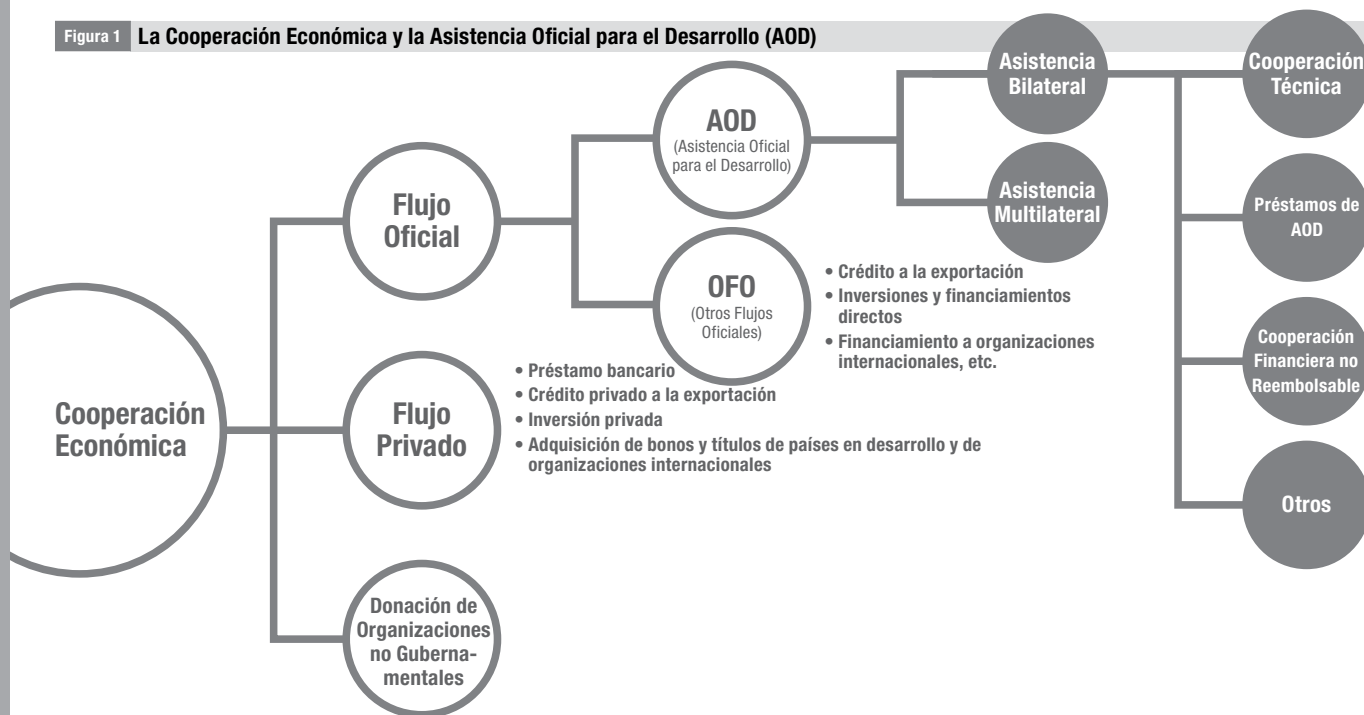 Figura 1 La Cooperación Económica y la Asistencia Oficial para el Desarrollo (AOD)
Cooperación
Económica
Flujo
Oficial
AOD
(Asistencia Oficial
para el Desarrollo)
Asistencia
Bilateral
Cooperación
Técnica
Préstamos de
AOD
Cooperación
Financiera no
Reembolsable
Otros
Asistencia
Multilateral
OFO
(Otros Flujos
Oficiales)
• Crédito a la exportación
• Inversiones y financiamientos
directos
• Financiamiento a organizaciones
internacionales, etc.
Flujo
Privado
• Préstamo bancario
• Crédito privado a la exportación
• Inversión privada
• Adquisición de bonos y títulos de países en desarrollo y de
organizaciones internacionales
Donación de
Organizaciones
no Guberna-
mentales